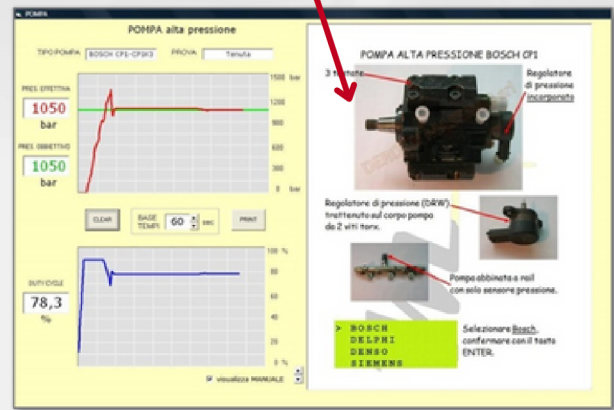 POMPA
POMPA alta pressione
TIPO POMPA BOSCH CP1-CP1K3 PROVA Tenuta
PRES. EFFETTIVA
1050
bar
PRES. OBBIETTIVO
1050
bar
1500 bar
1200
900
600
300
0 bar
CLEAR BASE TEMPI 60 sec PRINT
DUTY CYCLE
78,3
%
100 %
80
60
40
20
0 %
visualizza MANUALE
POMPA ALTA PRESSIONE BOSCH CP1
3 testate
Regolatore
di pressione
incorporato
Regolatore di pressione (DRV)
trattenuto sul corpo pompa
da 2 viti torx.
Pompa abbinata a rail
con solo sensore pressione.
> BOSCH
DELPHI
DENSO
SIEMENS
Selezionare Bosch,
confermare con il tasto
ENTER.